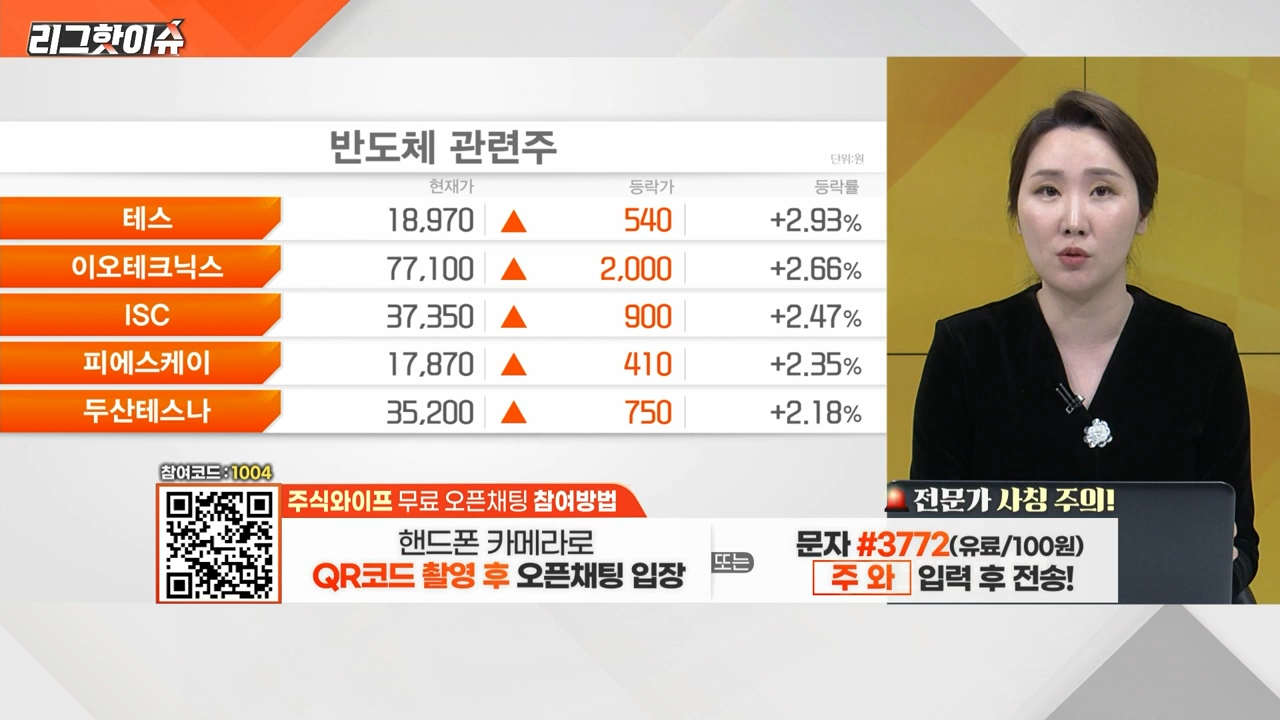 리그핫이슈
반도체 관련주
단위:원
현재가 등락가 등락률
테스 18,970 ▲ 540 +2.93%
이오테크닉스 77,100 ▲ 2,000 +2.66%
ISC 37,350 ▲ 900 +2.47%
피에스케이 17,870 ▲ 410 +2.35%
두산테스나 35,200 ▲ 750 +2.18%
참여코드:1004
주식와이프 무료 오픈채팅 참여방법
핸드폰 카메라로
QR코드 촬영 후 오픈채팅 입장
또는
전문가 사칭 주의!
문자 #3772(유료/100원)
주 와 입력 후 전송!